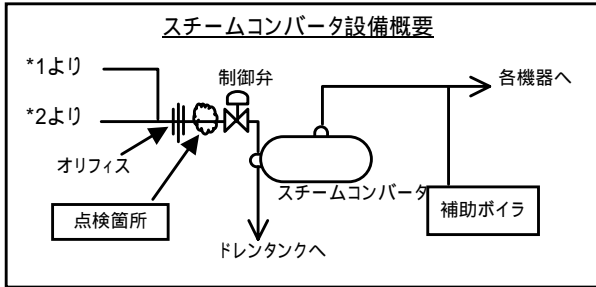 スチームコンバータ設備概要
*1より
制御弁
各機器へ
*2より
オリフィス
スチームコンバータ
点検箇所
補助ボイラ
ドレンタンクへ